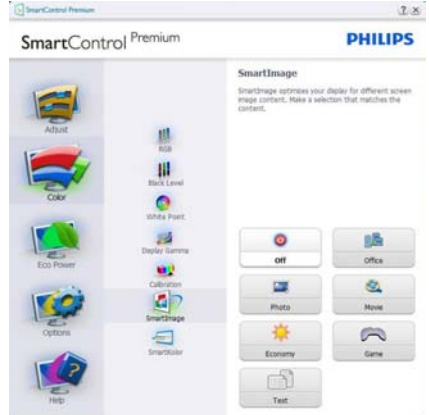 SmartControl Premium
SmartControl Premium
PHILIPS
Adjust
Color
Eco Power
Options
Help
RGB
Black Level
White Point
Display Gamma
Calibration
SmartImage
SmartKolor
SmartImage
SmartImage optimizes your display for different screen
image content. Make a selection that matches the
content.
Off
Office
Photo
Movie
Economy
Game
Text